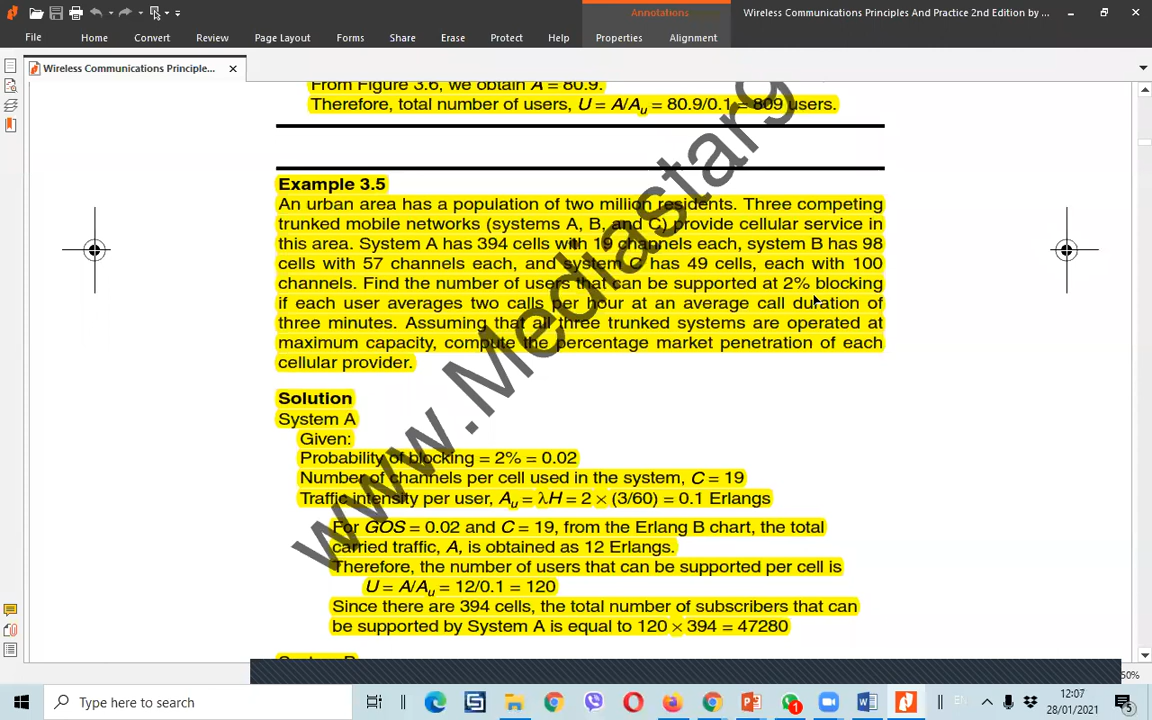 Annotations
Wireless Communications Principles And Practice 2nd Edition by ...
File Home Convert Review Page Layout Forms Share Erase Protect Help Properties Alignment
Wireless Communications Principle...
From Figure 3.6, we obtain A = 80.9.
Therefore, total number of users, U = A/Au = 80.9/0.1 = 809 users.
Example 3.5
An urban area has a population of two million residents. Three competing
trunked mobile networks (systems A, B, and C) provide cellular service in
this area. System A has 394 cells with 19 channels each, system B has 98
cells with 57 channels each, and system C has 49 cells, each with 100
channels. Find the number of users that can be supported at 2% blocking
if each user averages two calls per hour at an average call duration of
three minutes. Assuming that all three trunked systems are operated at
maximum capacity, compute the percentage market penetration of each
cellular provider.
Solution
System A
Given:
Probability of blocking = 2% = 0.02
Number of channels per cell used in the system, C = 19
Traffic intensity per user, Au = λH = 2 × (3/60) = 0.1 Erlangs
For GOS = 0.02 and C = 19, from the Erlang B chart, the total
carried traffic, A, is obtained as 12 Erlangs.
Therefore, the number of users that can be supported per cell is
U = A/Au = 12/0.1 = 120
Since there are 394 cells, the total number of subscribers that can
be supported by System A is equal to 120 × 394 = 47280
www.Mediastar9
50%
Type here to search
1
EN
12:07
28/01/2021
5